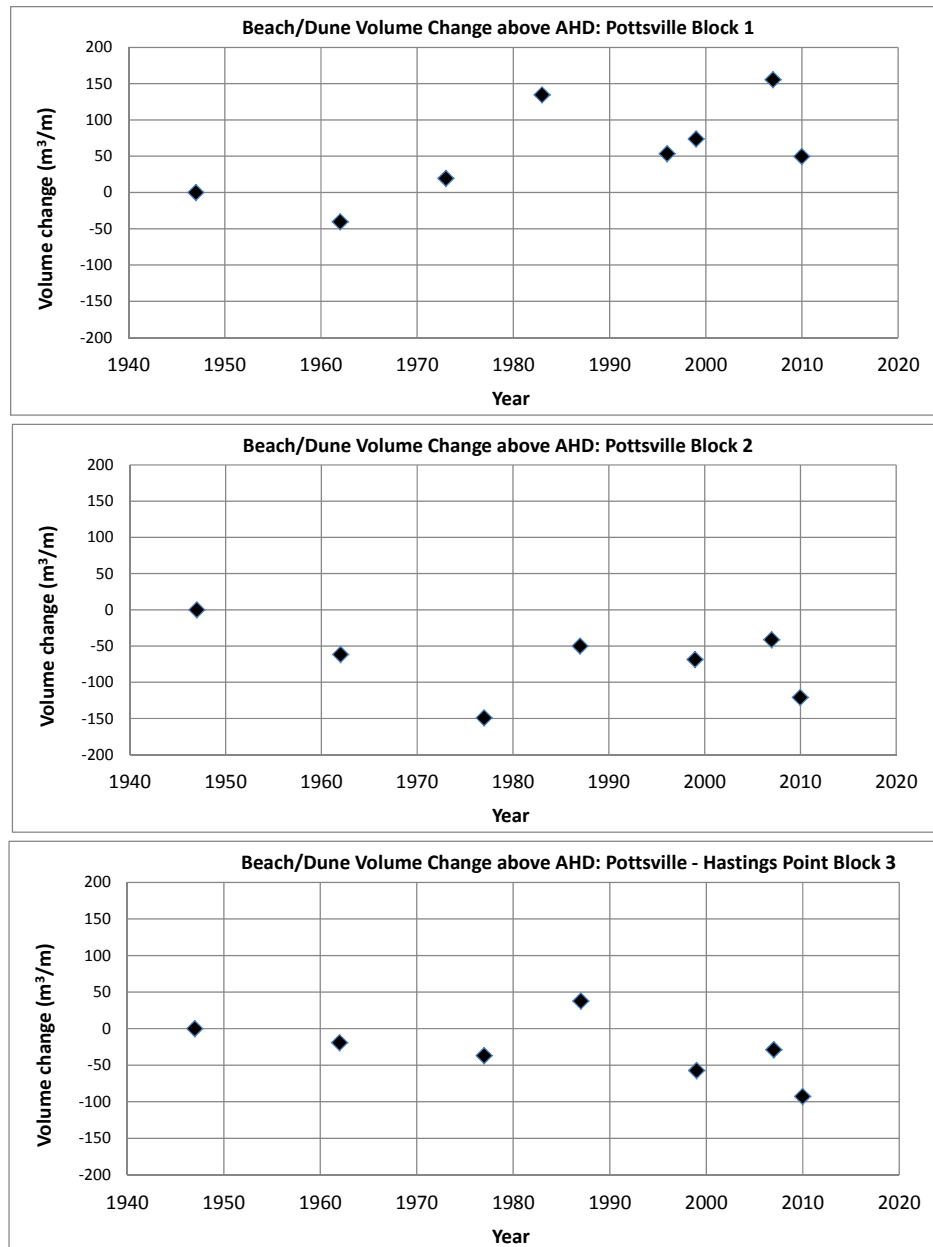 Beach/Dune Volume Change above AHD: Pottsville Block 1
200
150
100
50
0
-50
-100
-150
-200
Volume change (m³/m)
1940 1950 1960 1970 1980 1990 2000 2010 2020
Year
Beach/Dune Volume Change above AHD: Pottsville Block 2
200
150
100
50
0
-50
-100
-150
-200
Volume change (m³/m)
1940 1950 1960 1970 1980 1990 2000 2010 2020
Year
Beach/Dune Volume Change above AHD: Pottsville - Hastings Point Block 3
200
150
100
50
0
-50
-100
-150
-200
Volume change (m³/m)
1940 1950 1960 1970 1980 1990 2000 2010 2020
Year